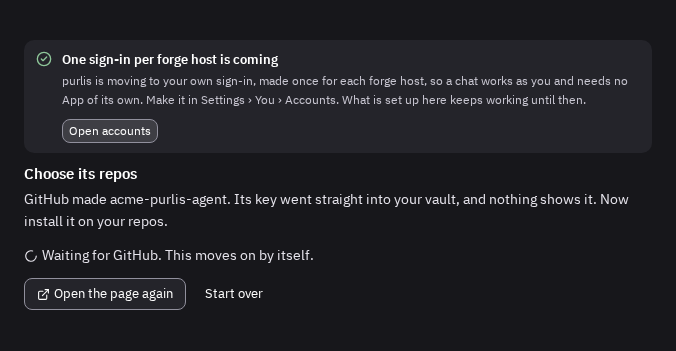 One sign-in per forge host is coming
purlis is moving to your own sign-in, made once for each forge host, so a chat works as you and needs no
App of its own. Make it in Settings › You › Accounts. What is set up here keeps working until then.
Open accounts
Choose its repos
GitHub made acme-purlis-agent. Its key went straight into your vault, and nothing shows it. Now
install it on your repos.
Waiting for GitHub. This moves on by itself.
Open the page again
Start over